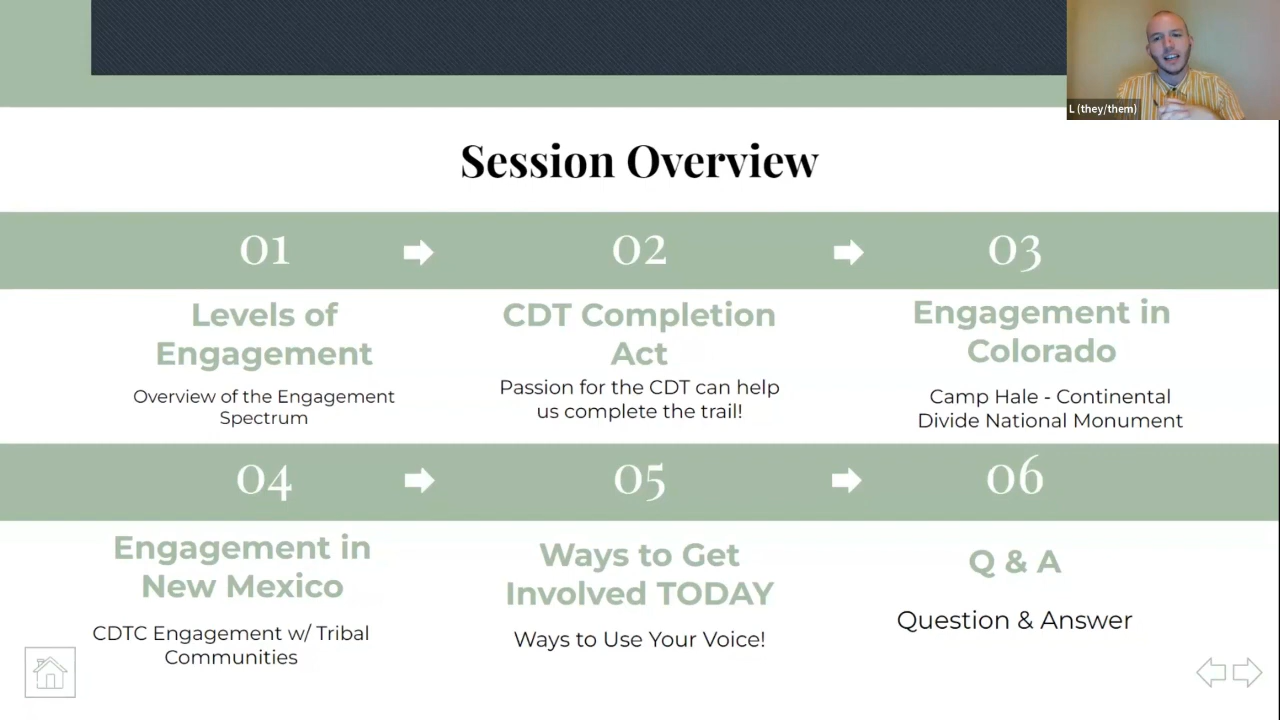 L (they/them)
Session Overview
01
02
03
Levels of
Engagement
Overview of the Engagement
Spectrum
CDT Completion
Act
Passion for the CDT can help
us complete the trail!
Engagement in
Colorado
Camp Hale - Continental
Divide National Monument
04
05
06
Engagement in
New Mexico
CDTC Engagement w/ Tribal
Communities
Ways to Get
Involved TODAY
Ways to Use Your Voice!
Q & A
Question & Answer